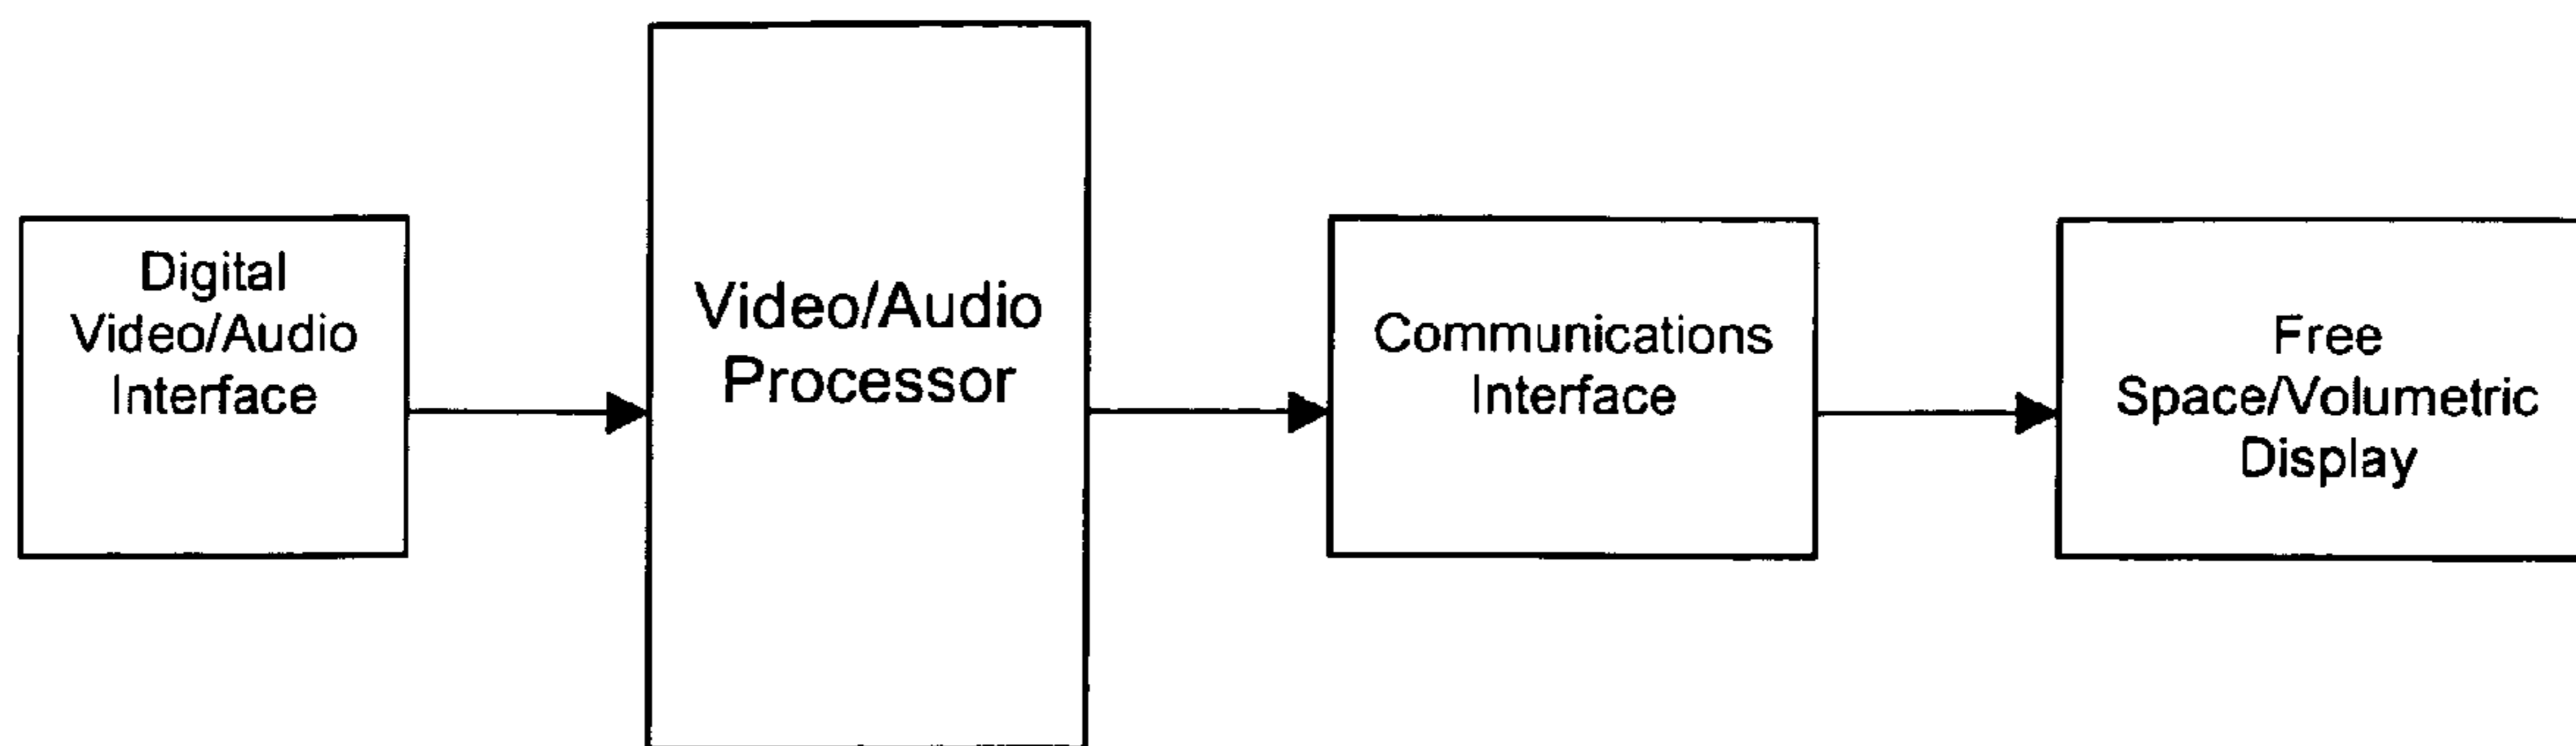 Digital
Video/Audio
Interface
Video/Audio
Processor
Communications
Interface
Free
Space/Volumetric
Display